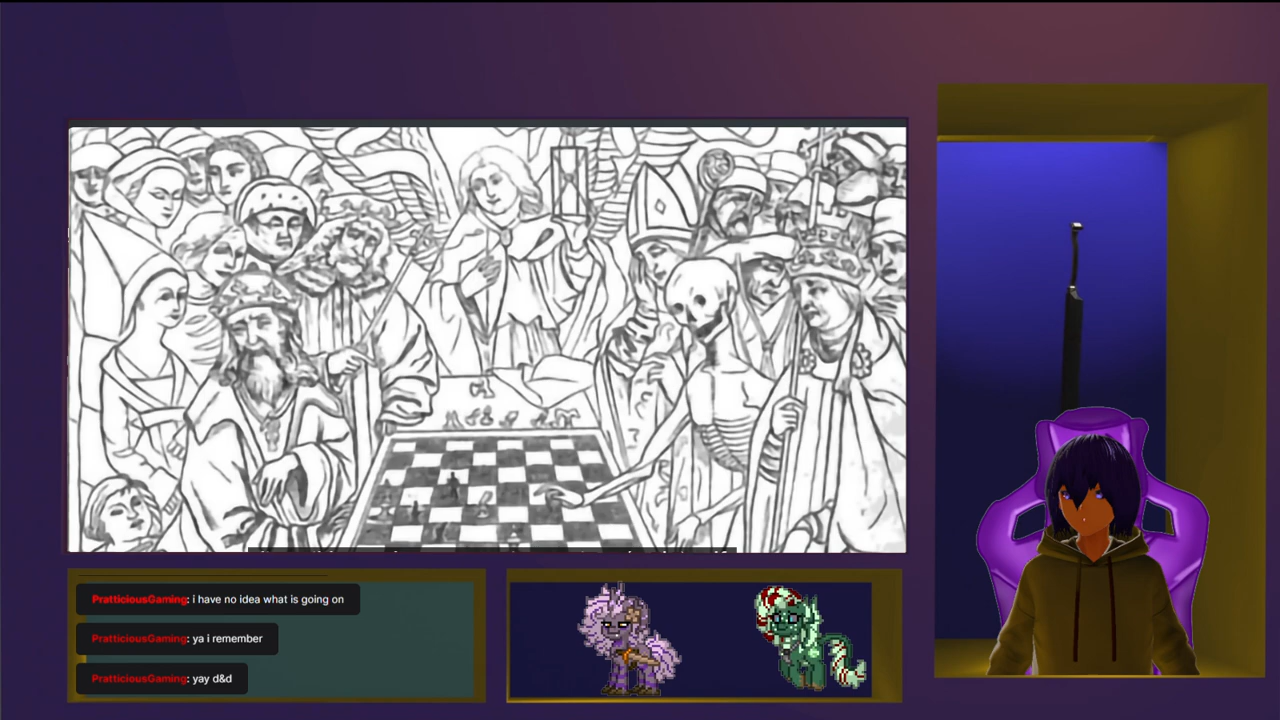 PratticiousGaming: i have no idea what is going on
PratticiousGaming: ya i remember
PratticiousGaming: yay d&d